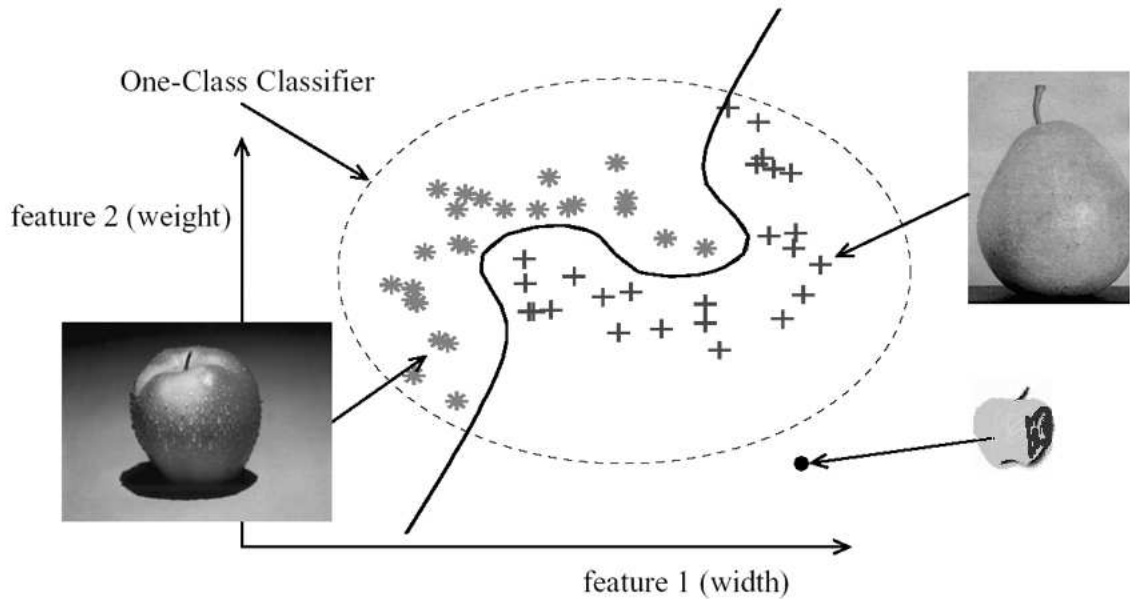 One-Class Classifier
feature 2 (weight)
feature 1 (width)